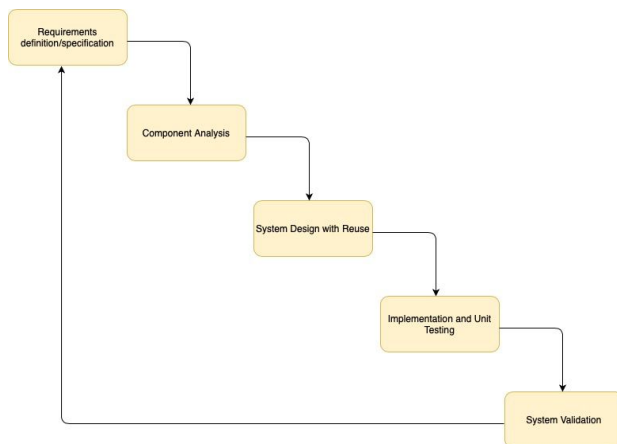 Requirements
definition/specification
Component Analysis
System Design with Reuse
Implementation and Unit
Testing
System Validation